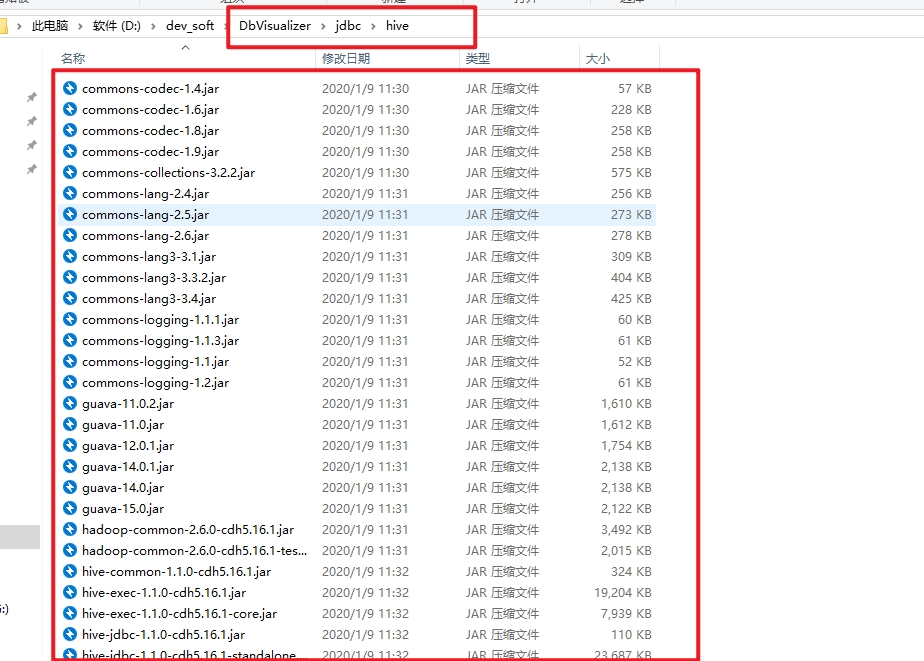 此电脑 > 软件 (D:) > dev_soft > DbVisualizer > jdbc > hive
名称 修改日期 类型 大小
commons-codec-1.4.jar 2020/1/9 11:30 JAR 压缩文件 57 KB
commons-codec-1.6.jar 2020/1/9 11:30 JAR 压缩文件 228 KB
commons-codec-1.8.jar 2020/1/9 11:30 JAR 压缩文件 258 KB
commons-codec-1.9.jar 2020/1/9 11:30 JAR 压缩文件 258 KB
commons-collections-3.2.2.jar 2020/1/9 11:30 JAR 压缩文件 575 KB
commons-lang-2.4.jar 2020/1/9 11:31 JAR 压缩文件 256 KB
commons-lang-2.5.jar 2020/1/9 11:31 JAR 压缩文件 273 KB
commons-lang-2.6.jar 2020/1/9 11:31 JAR 压缩文件 278 KB
commons-lang3-3.1.jar 2020/1/9 11:31 JAR 压缩文件 309 KB
commons-lang3-3.3.2.jar 2020/1/9 11:31 JAR 压缩文件 404 KB
commons-lang3-3.4.jar 2020/1/9 11:31 JAR 压缩文件 425 KB
commons-logging-1.1.1.jar 2020/1/9 11:31 JAR 压缩文件 60 KB
commons-logging-1.1.3.jar 2020/1/9 11:31 JAR 压缩文件 61 KB
commons-logging-1.1.jar 2020/1/9 11:31 JAR 压缩文件 52 KB
commons-logging-1.2.jar 2020/1/9 11:31 JAR 压缩文件 61 KB
guava-11.0.2.jar 2020/1/9 11:31 JAR 压缩文件 1,610 KB
guava-11.0.jar 2020/1/9 11:31 JAR 压缩文件 1,612 KB
guava-12.0.1.jar 2020/1/9 11:31 JAR 压缩文件 1,754 KB
guava-14.0.1.jar 2020/1/9 11:31 JAR 压缩文件 2,138 KB
guava-14.0.jar 2020/1/9 11:31 JAR 压缩文件 2,138 KB
guava-15.0.jar 2020/1/9 11:31 JAR 压缩文件 2,122 KB
hadoop-common-2.6.0-cdh5.16.1.jar 2020/1/9 11:31 JAR 压缩文件 3,492 KB
hadoop-common-2.6.0-cdh5.16.1-tes... 2020/1/9 11:31 JAR 压缩文件 2,015 KB
hive-common-1.1.0-cdh5.16.1.jar 2020/1/9 11:32 JAR 压缩文件 324 KB
hive-exec-1.1.0-cdh5.16.1.jar 2020/1/9 11:32 JAR 压缩文件 19,204 KB
hive-exec-1.1.0-cdh5.16.1-core.jar 2020/1/9 11:32 JAR 压缩文件 7,939 KB
hive-jdbc-1.1.0-cdh5.16.1.jar 2020/1/9 11:32 JAR 压缩文件 110 KB
hive-jdbc-1.1.0-cdh5.16.1-standalone... 2020/1/9 11:32 JAR 压缩文件 23,687 KB